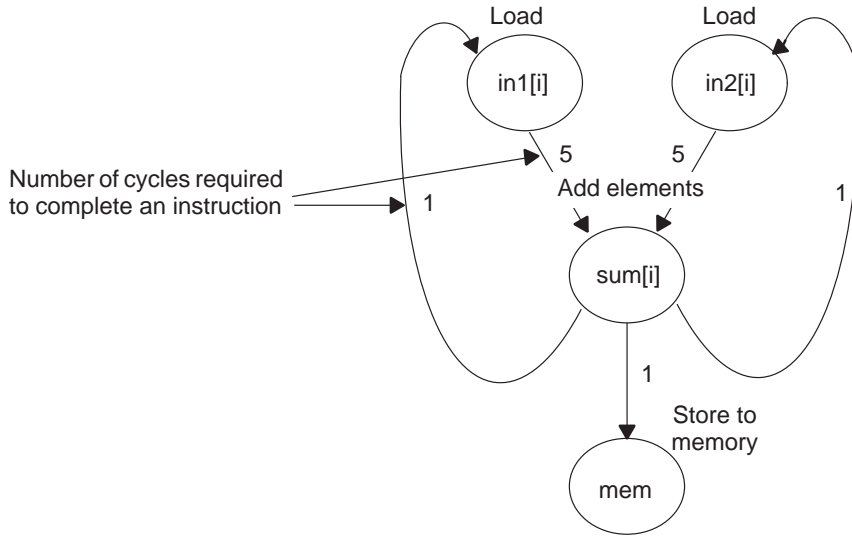 Load
Load
in1[i]
in2[i]
5
5
Number of cycles required
to complete an instruction
Add elements
1
1
sum[i]
1
Store to
memory
mem